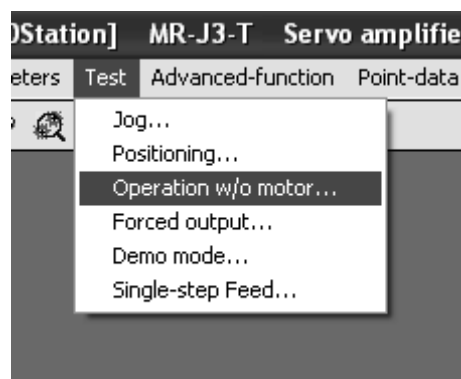 0Station] MR-J3-T Servo amplifie
eters Test Advanced-function Point-data
Jog...
Positioning...
Operation w/o motor...
Forced output...
Demo mode...
Single-step Feed...